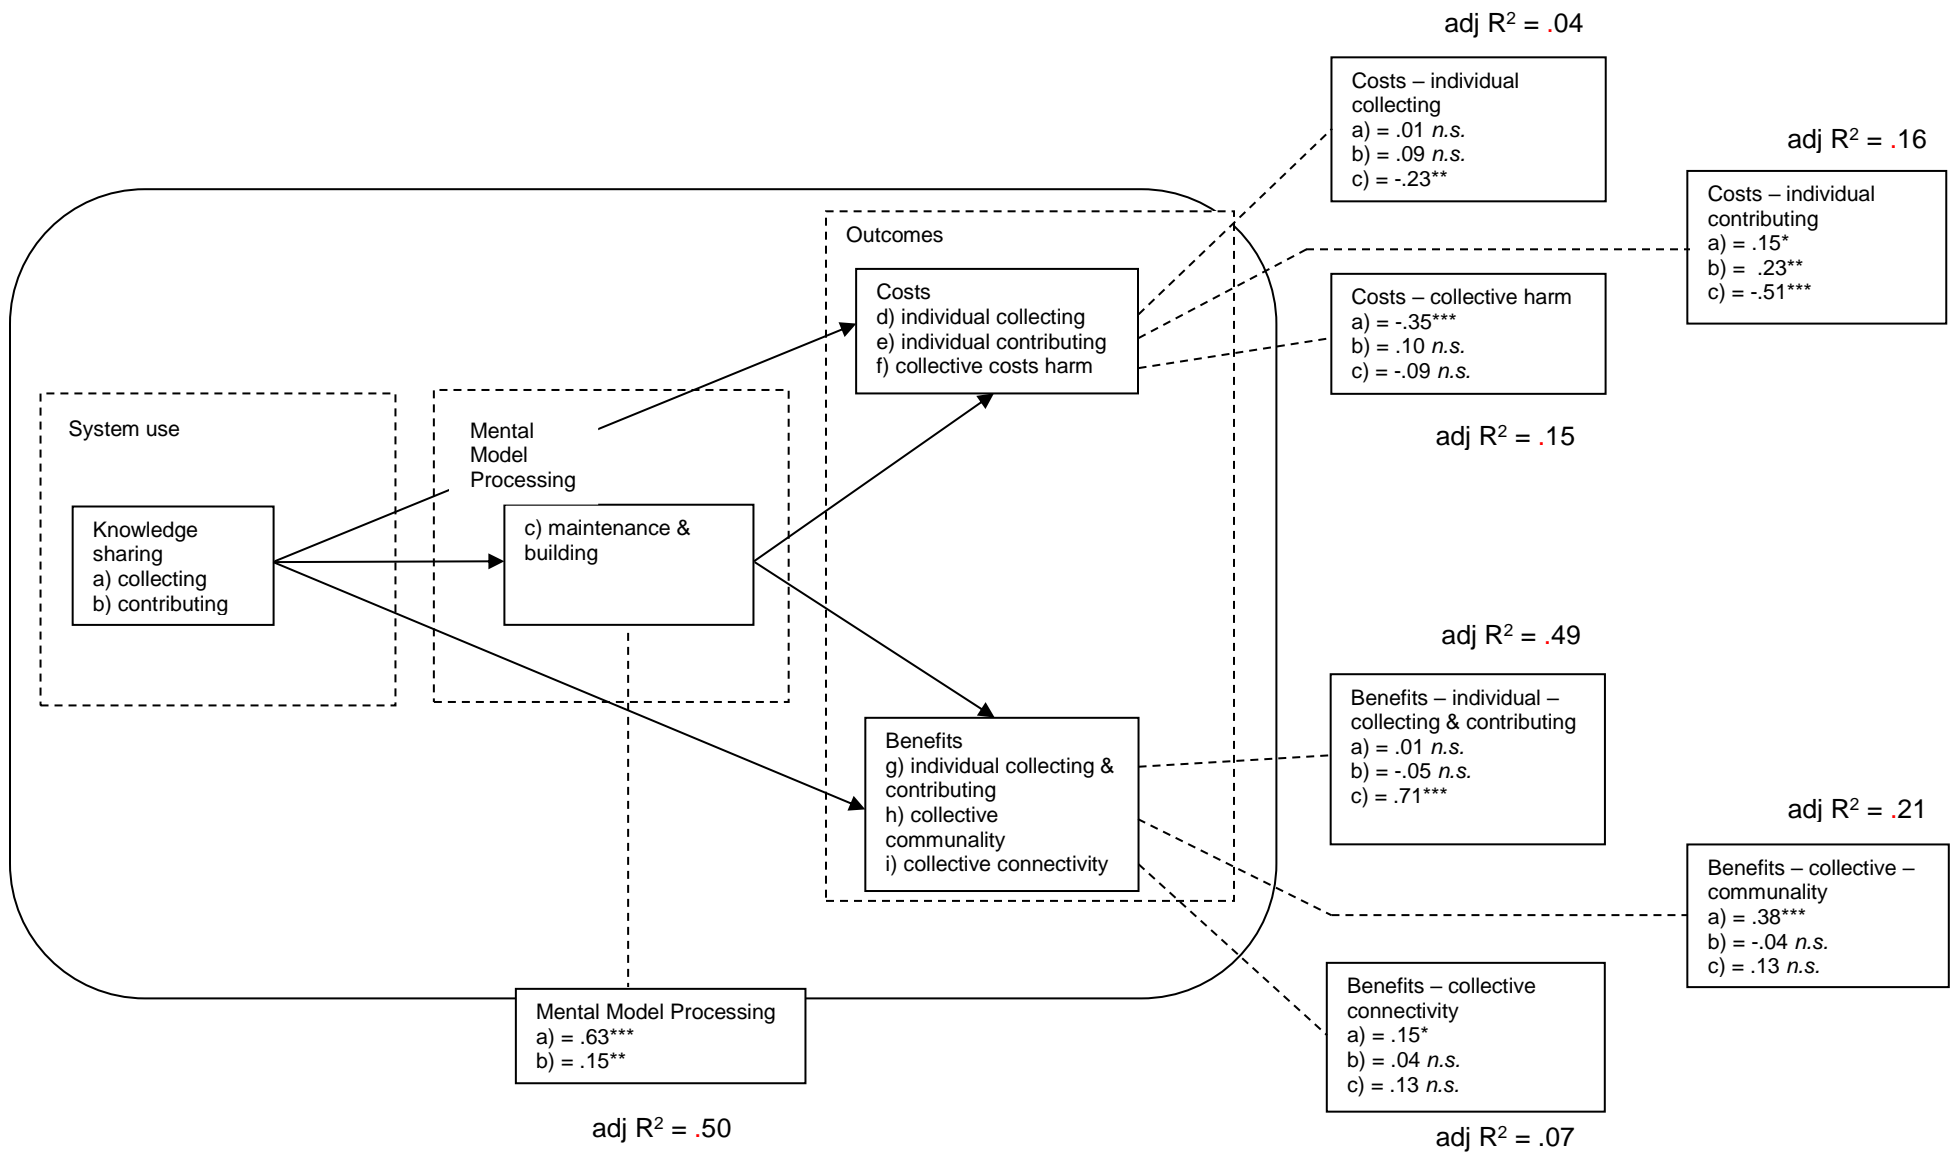 adj R² = .04
Costs – individual
collecting
a) = .01 n.s.
b) = .09 n.s.
c) = -.23**
adj R² = .16
Costs – individual
contributing
a) = .15*
b) =  .23**
c) = -.51***
Outcomes
Costs
d) individual collecting
e) individual contributing
f) collective costs harm
Costs – collective harm
a) = -.35***
b) = .10 n.s.
c) = -.09 n.s.
adj R² = .15
System use
Knowledge
sharing
a) collecting
b) contributing
Mental
Model
Processing
c) maintenance &
building
adj R² = .49
Benefits – individual –
collecting & contributing
a) = .01 n.s.
b) = -.05 n.s.
c) = .71***
Benefits
g) individual collecting &
contributing
h) collective
communality
i) collective connectivity
adj R² = .21
Benefits – collective –
communality
a) = .38***
b) = -.04 n.s.
c) = .13 n.s.
Benefits – collective
connectivity
a) = .15*
b) = .04 n.s.
c) = .13 n.s.
adj R² = .07
Mental Model Processing
a) = .63***
b) = .15**
adj R² = .50